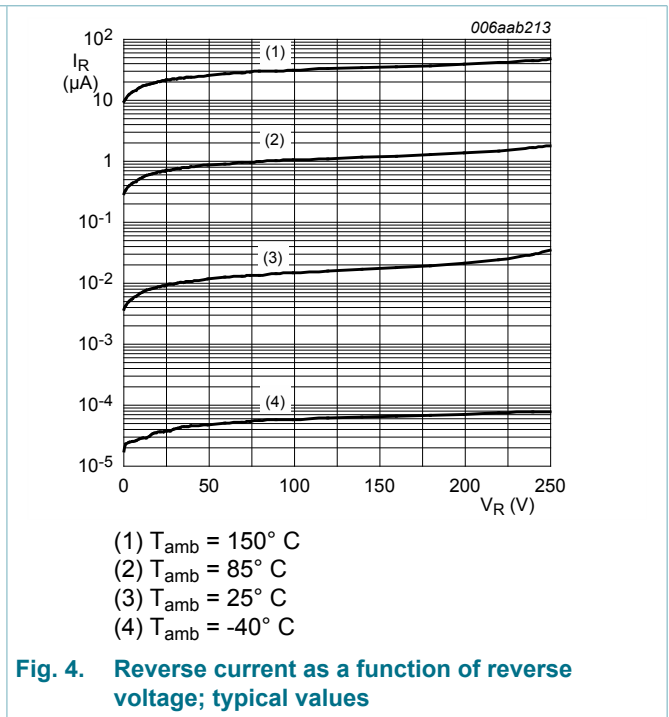 006aab213
I_R
(µA)
10²
10
1
10⁻¹
10⁻²
10⁻³
10⁻⁴
10⁻⁵
(1)
(2)
(3)
(4)
0 50 100 150 200 250
V_R (V)
(1) T_amb = 150° C
(2) T_amb = 85° C
(3) T_amb = 25° C
(4) T_amb = -40° C
Fig. 4. Reverse current as a function of reverse
voltage; typical values